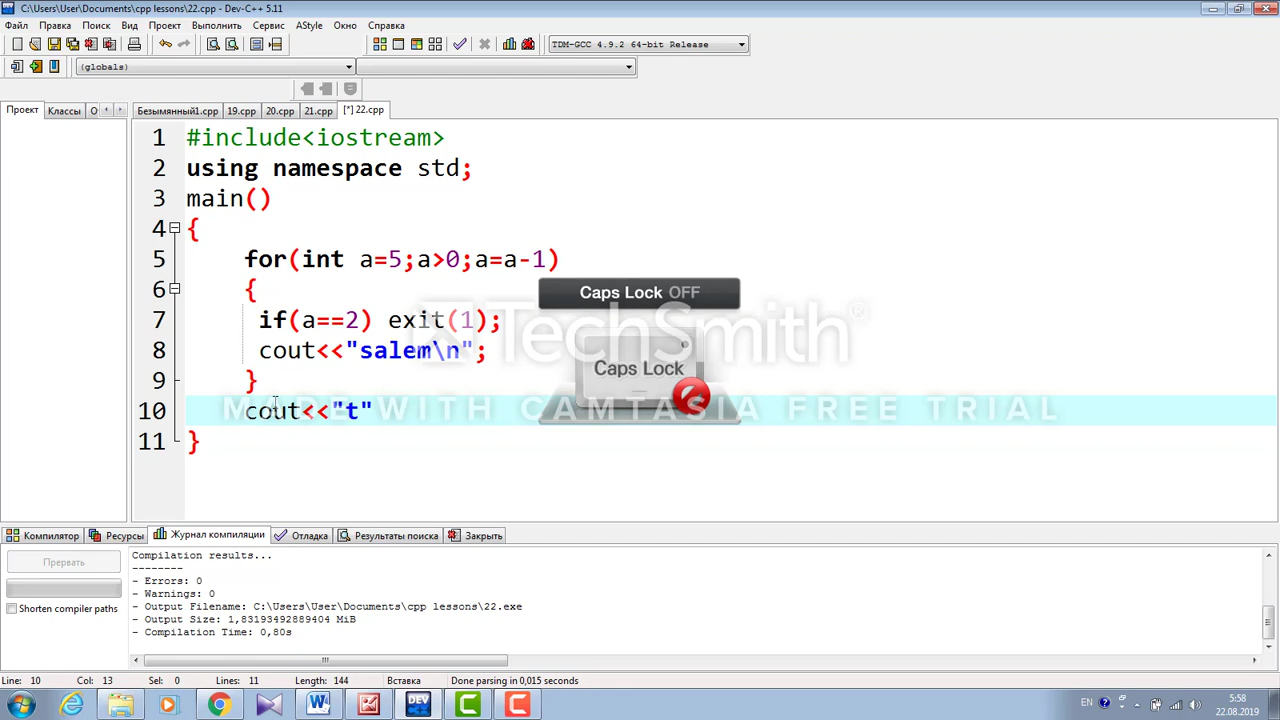 C:\Users\User\Documents\cpp lessons\22.cpp - Dev-C++ 5.11
Файл Правка Поиск Вид Проект Выполнить Сервис AStyle Окно Справка
TDM-GCC 4.9.2 64-bit Release
(globals)
Проект Классы О Безымянный1.cpp 19.cpp 20.cpp 21.cpp [*] 22.cpp
1 #include<iostream>
2 using namespace std;
3 main()
4 {
5 for(int a=5;a>0;a=a-1)
6 {
7 if(a==2) exit(1);
8 cout<<"salem\n";
9 }
10 cout<<"t"
11 }
Caps Lock OFF
Caps Lock
TechSmith®
MADE WITH CAMTASIA FREE TRIAL
Компилятор Ресурсы Журнал компиляции Отладка Результаты поиска Закрыть
Прервать
Shorten compiler paths
Compilation results...
--------
- Errors: 0
- Warnings: 0
- Output Filename: C:\Users\User\Documents\cpp lessons\22.exe
- Output Size: 1,83193492889404 MiB
- Compilation Time: 0,80s
Line: 10 Col: 13 Sel: 0 Lines: 11 Length: 144 Вставка Done parsing in 0,015 seconds
DEV
EN
5:58
22.08.2019